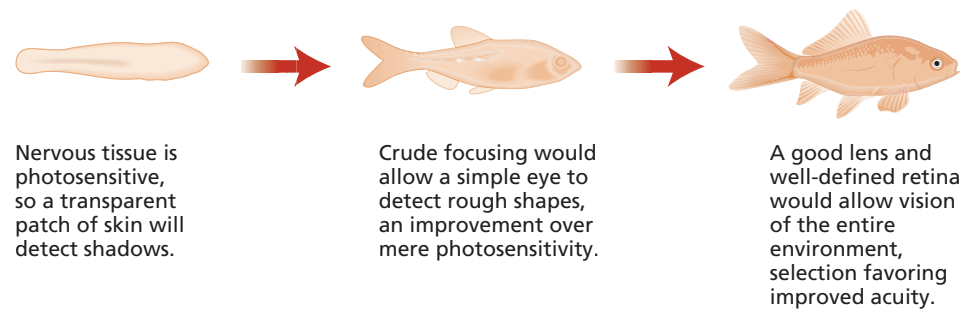 Nervous tissue is
photosensitive,
so a transparent
patch of skin will
detect shadows.
Crude focusing would
allow a simple eye to
detect rough shapes,
an improvement over
mere photosensitivity.
A good lens and
well-defined retina
would allow vision
of the entire
environment,
selection favoring
improved acuity.